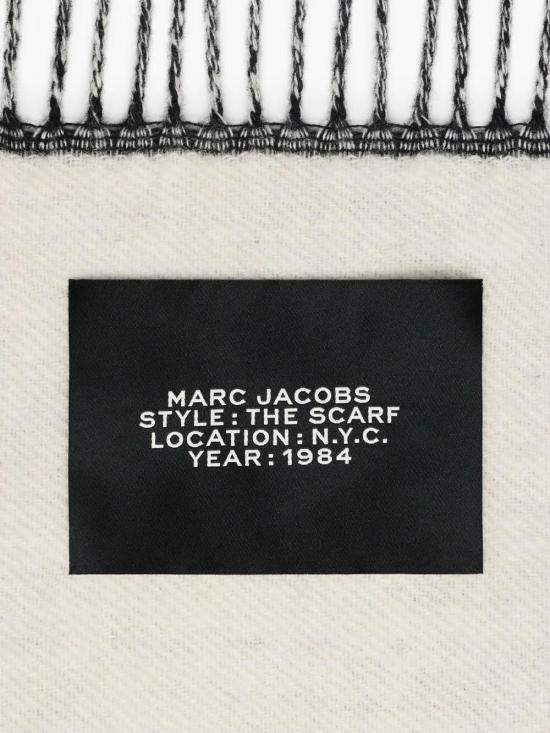 MARC JACOBS
STYLE : THE SCARF
LOCATION : N.Y.C.
YEAR : 1984